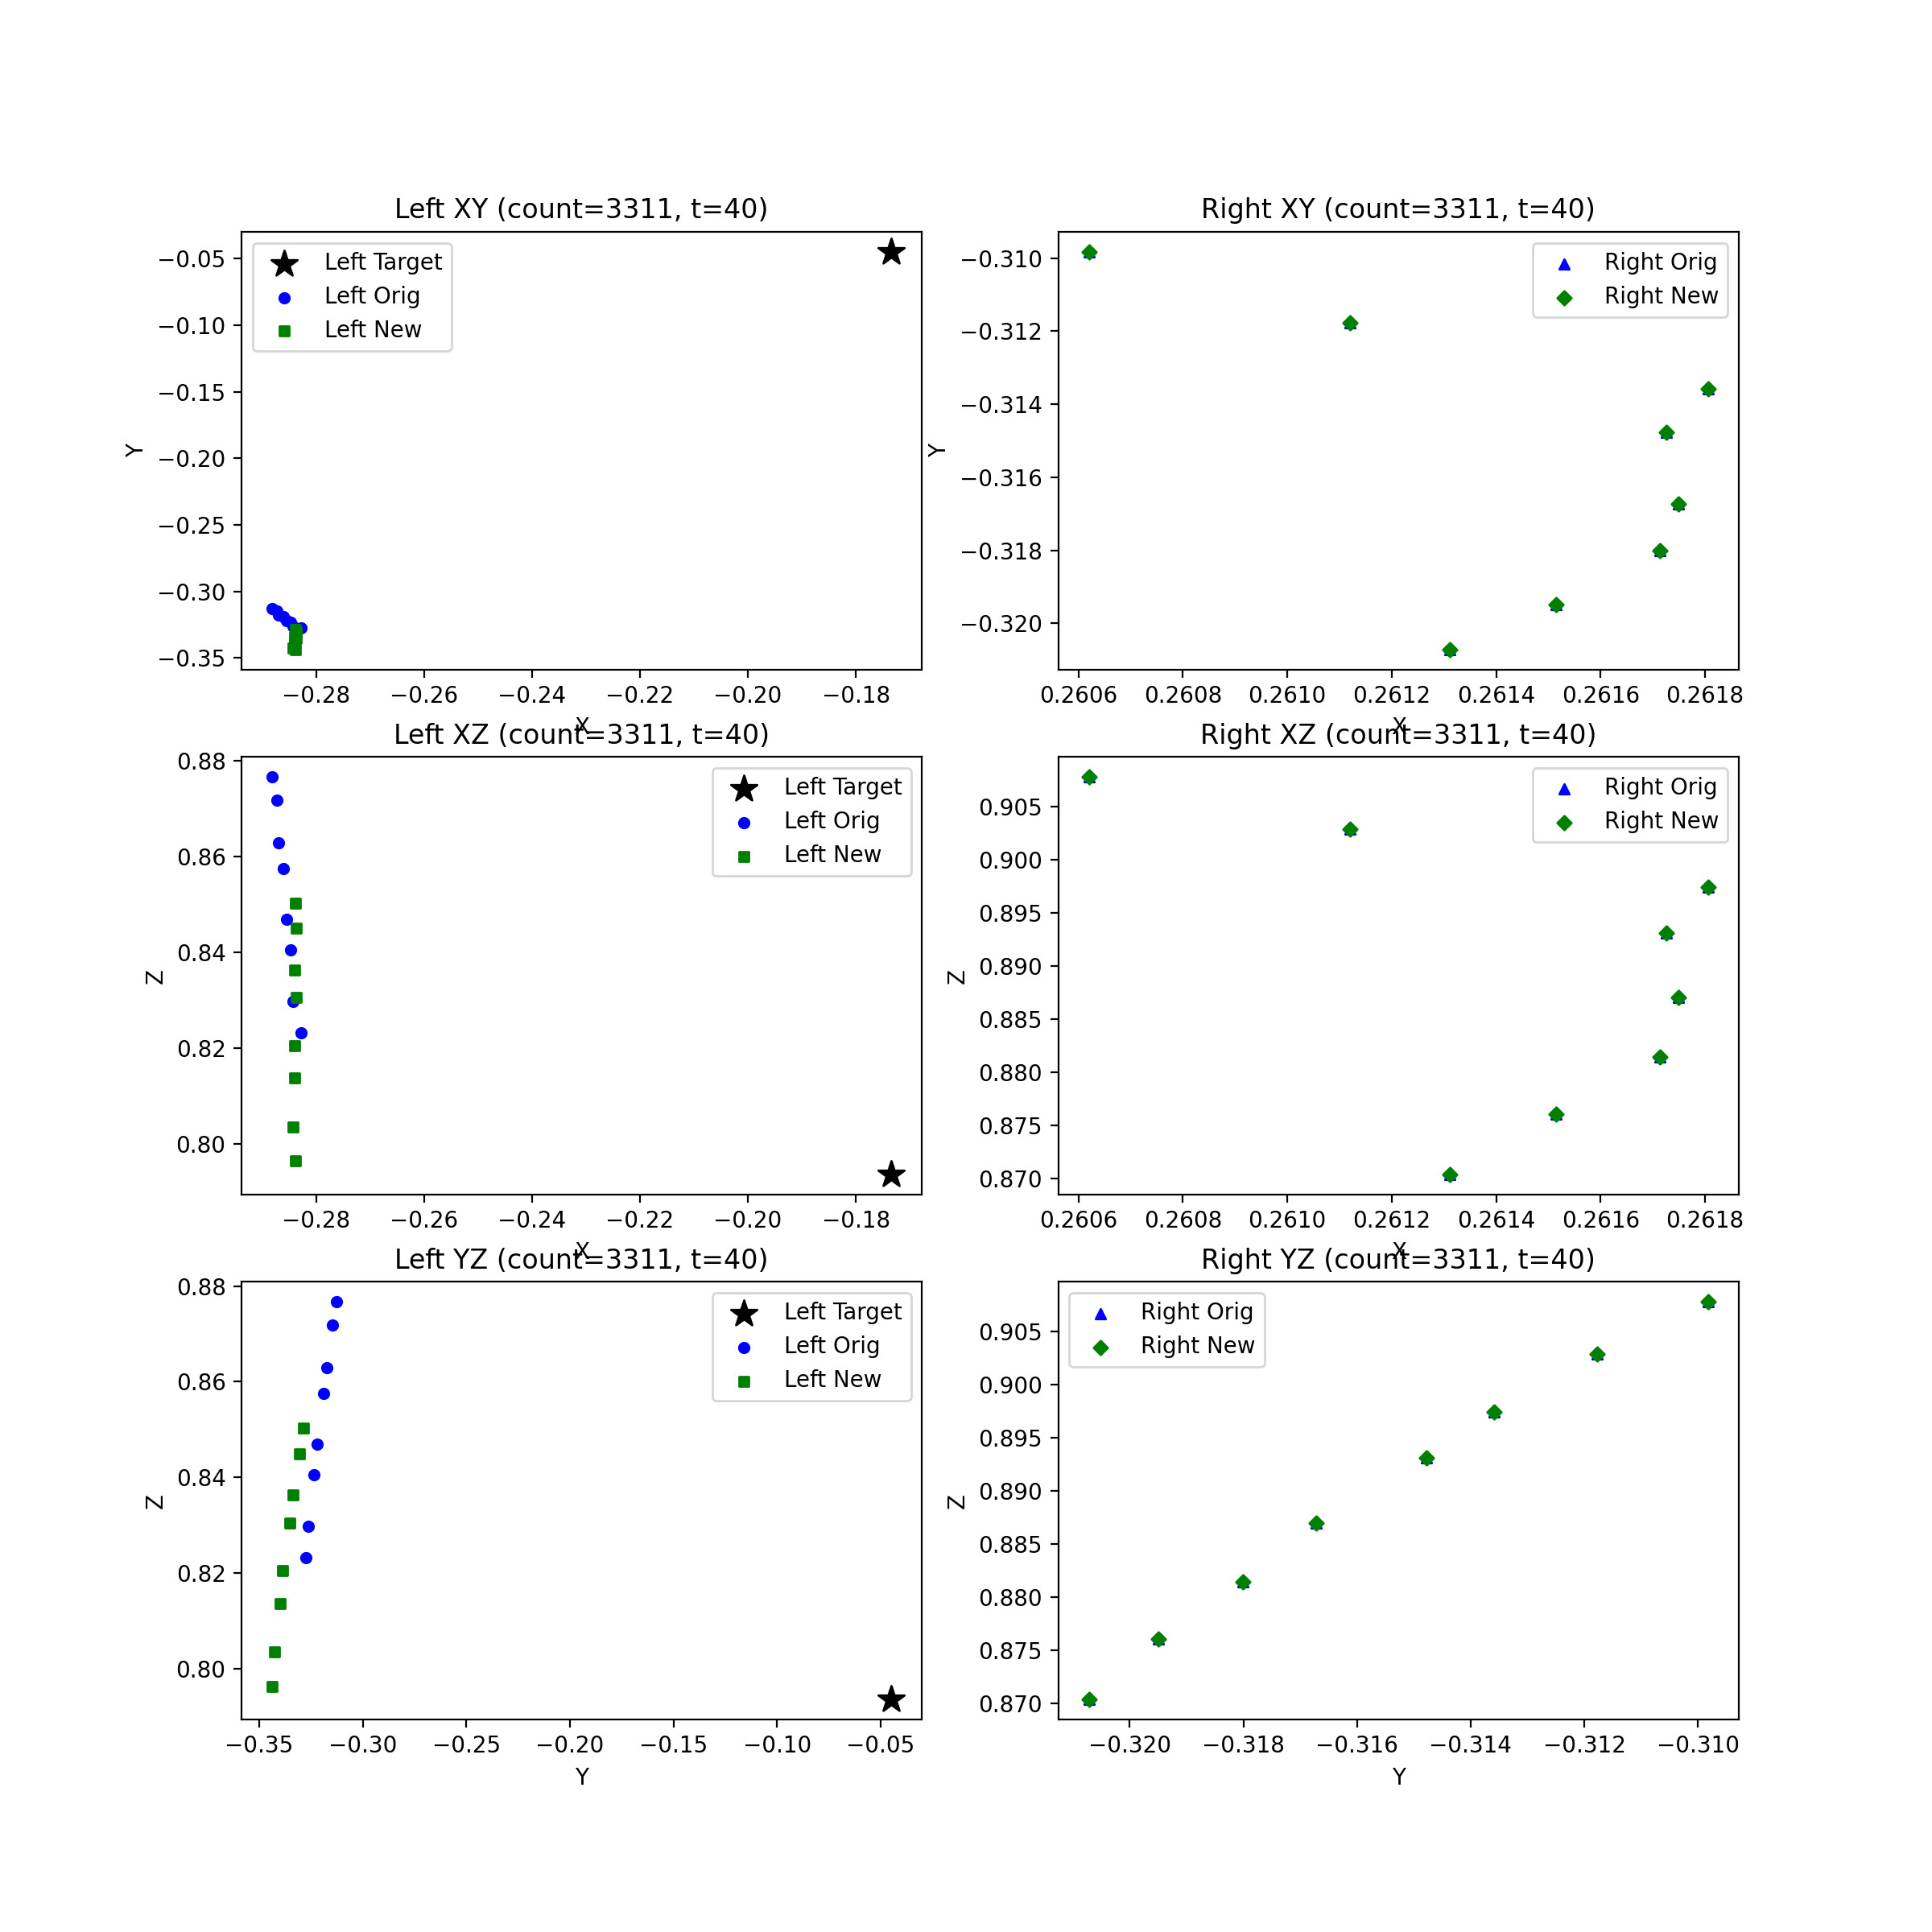 Left XY (count=3311, t=40)
Left Target
Left Orig
Left New
−0.05
−0.10
−0.15
−0.20
−0.25
−0.30
−0.35
Y
−0.28
−0.26
−0.24
−0.22
−0.20
−0.18
X
Right XY (count=3311, t=40)
Right Orig
Right New
−0.310
−0.312
−0.314
−0.316
−0.318
−0.320
Y
0.2606
0.2608
0.2610
0.2612
0.2614
0.2616
0.2618
X
Left XZ (count=3311, t=40)
Left Target
Left Orig
Left New
0.88
0.86
0.84
0.82
0.80
Z
−0.28
−0.26
−0.24
−0.22
−0.20
−0.18
X
Right XZ (count=3311, t=40)
Right Orig
Right New
0.905
0.900
0.895
0.890
0.885
0.880
0.875
0.870
Z
0.2606
0.2608
0.2610
0.2612
0.2614
0.2616
0.2618
X
Left YZ (count=3311, t=40)
Left Target
Left Orig
Left New
0.88
0.86
0.84
0.82
0.80
Z
−0.35
−0.30
−0.25
−0.20
−0.15
−0.10
−0.05
Y
Right YZ (count=3311, t=40)
Right Orig
Right New
0.905
0.900
0.895
0.890
0.885
0.880
0.875
0.870
Z
−0.320
−0.318
−0.316
−0.314
−0.312
−0.310
Y